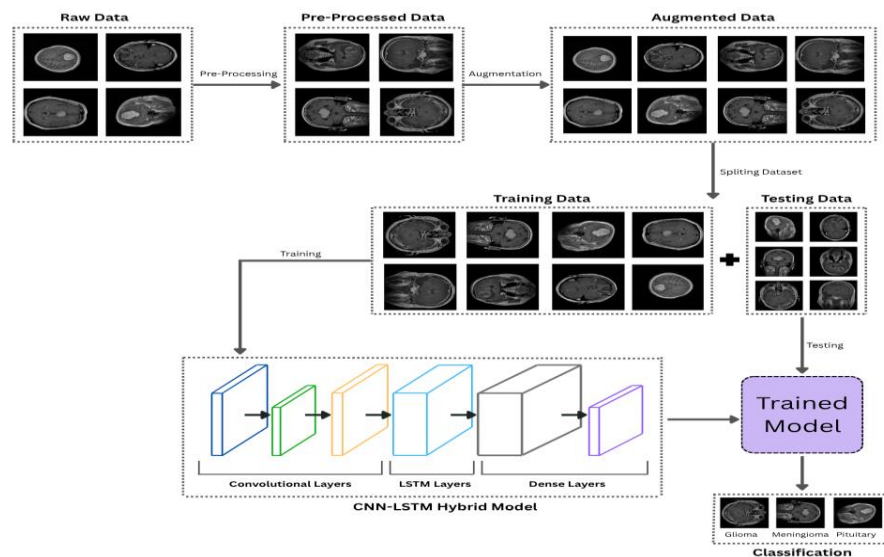 Raw Data
Pre-Processed Data
Augmented Data
Pre-Processing
Augmentation
Spliting Dataset
Training Data
Testing Data
Training
Testing
Trained
Model
Convolutional Layers
LSTM Layers
Dense Layers
CNN-LSTM Hybrid Model
Glioma Meningioma Pituitary
Classification